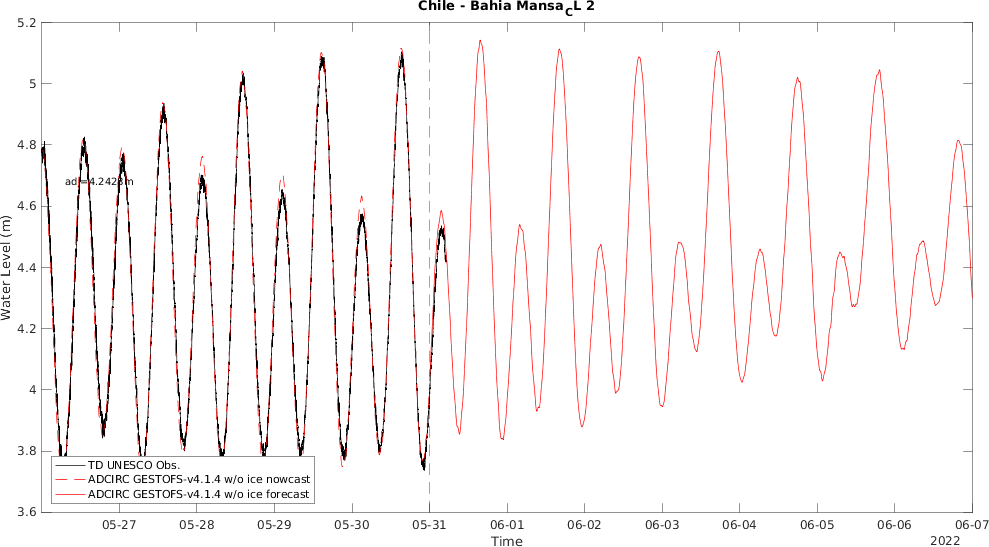 Chile - Bahia Mansa_CL 2
5.2
5
4.8
4.6
4.4
4.2
4
3.8
3.6
Water Level (m)
adj=4.2428m
TD UNESCO Obs.
ADCIRC GESTOFS-v4.1.4 w/o ice nowcast
ADCIRC GESTOFS-v4.1.4 w/o ice forecast
05-27 05-28 05-29 05-30 05-31 06-01 06-02 06-03 06-04 06-05 06-06 06-07
Time
2022